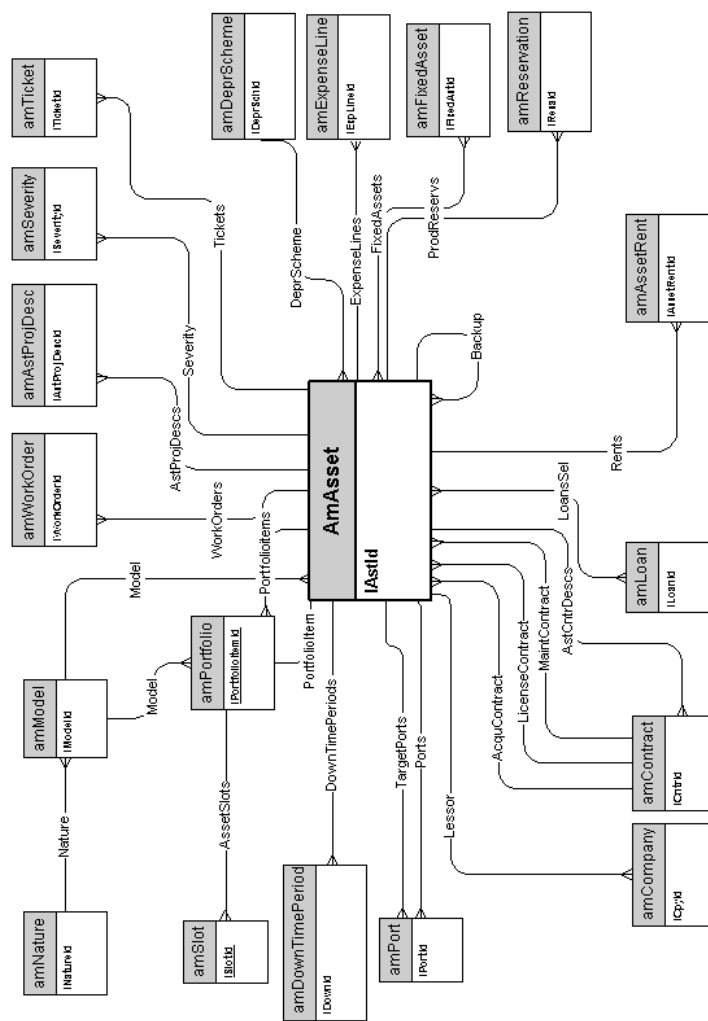 amNature
lNatureId
Nature
amModel
lModelId
Model
Model
amSlot
lSlotId
AssetSlots
amPortfolio
lPortfolioItemId
Portfolioitems
PortfolioItem
amWorkOrder
lWorkOrderId
WorkOrders
amAstProjDesc
lAstProjDescId
AstProjDescs
amSeverity
lSeverityId
Severity
amTicket
lTicketId
Tickets
amDownTimePeriod
lDownId
DownTimePeriods
amPort
lPortId
TargetPorts
Ports
AmAsset
lAstId
DeprScheme
amDeprScheme
lDeprSchId
ExpenseLines
amExpenseLine
lExpLineId
FixedAssets
amFixedAsset
lFixedAstId
ProdReservs
amReservation
lResaId
Backup
Lessor
amCompany
lCpyId
AcquContract
LicenseContract
MaintContract
AstCntrDescs
amContract
lCntrId
LoansSel
amLoan
lLoanId
Rents
amAssetRent
lAssetRentId